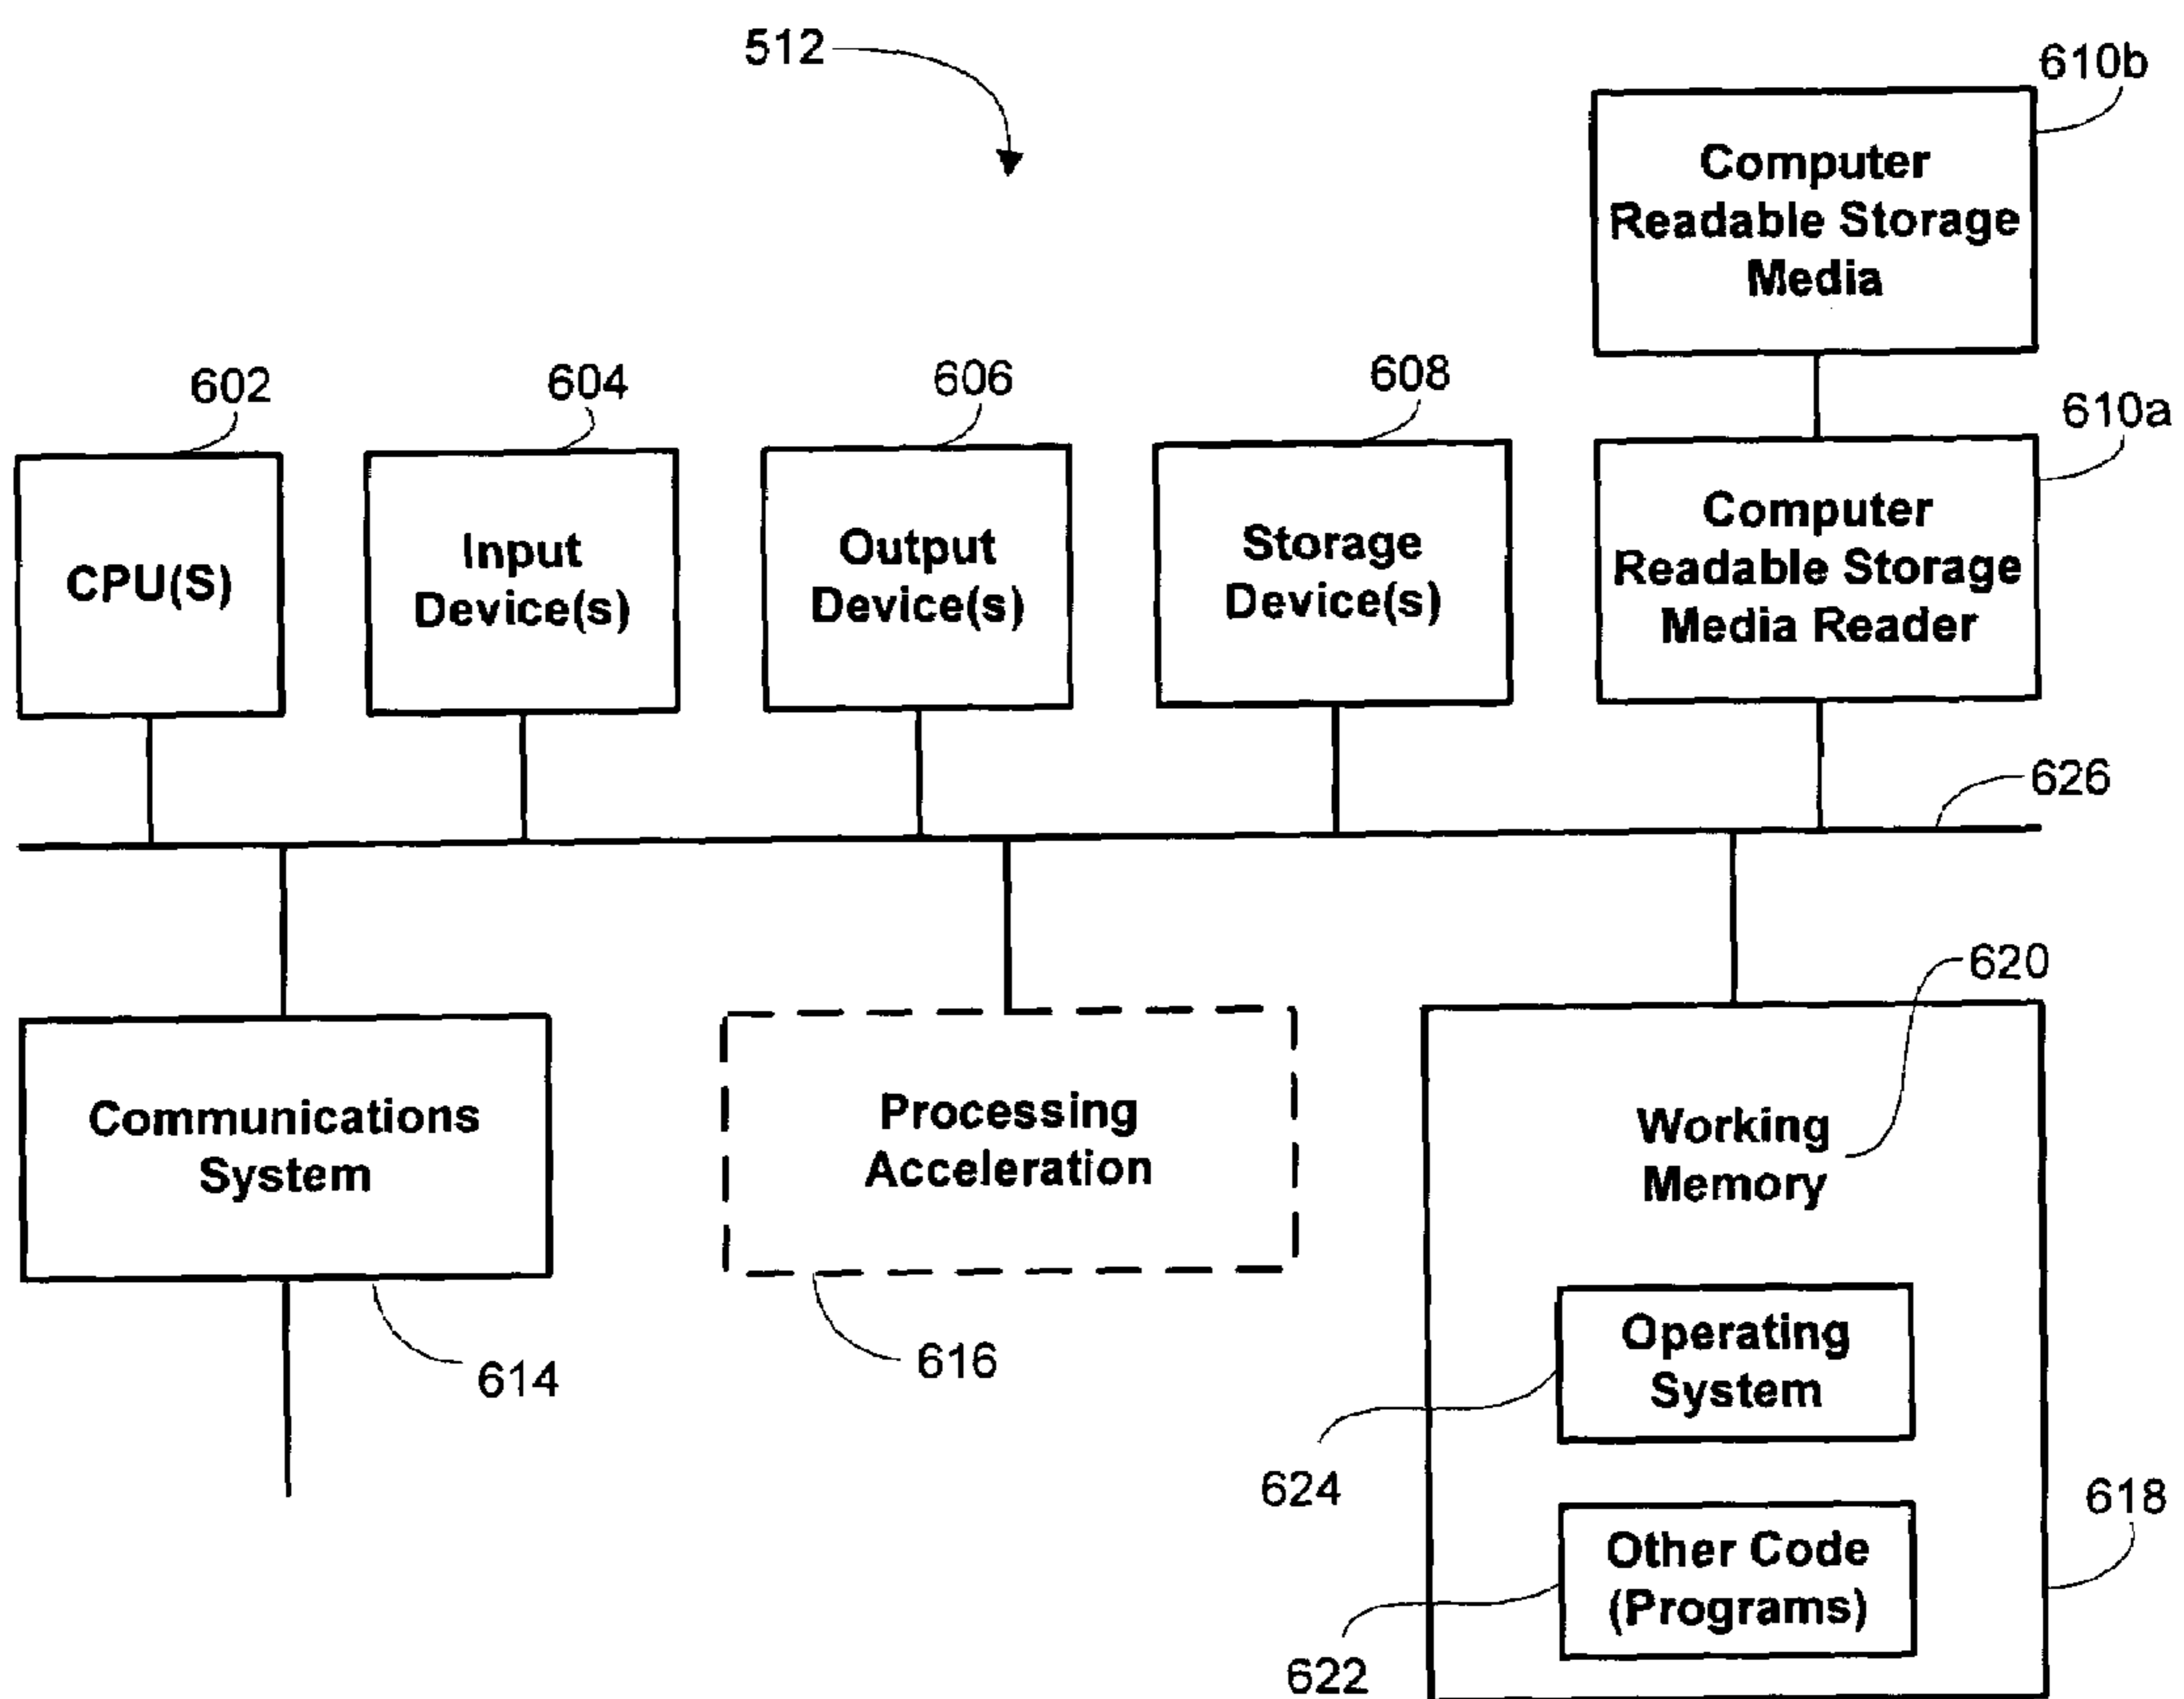 512
610b
Computer
Readable Storage
Media
602
604
606
608
610a
CPU(S)
Input
Device(s)
Output
Device(s)
Storage
Device(s)
Computer
Readable Storage
Media Reader
626
620
Communications
System
Processing
Acceleration
Working
Memory
614
616
Operating
System
624
618
Other Code
(Programs)
622